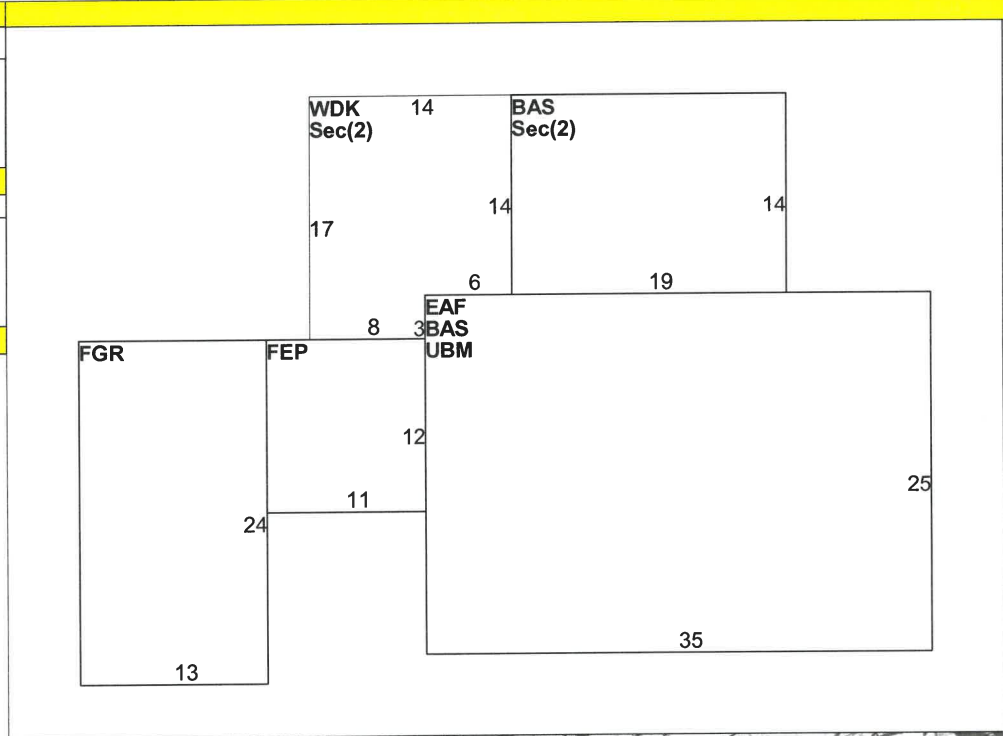 WDK 14 BAS
Sec(2) Sec(2)
14 14
17
6 19
EAF
8 3 BAS
FGR FEP UBM
12
25
11
24
35
13